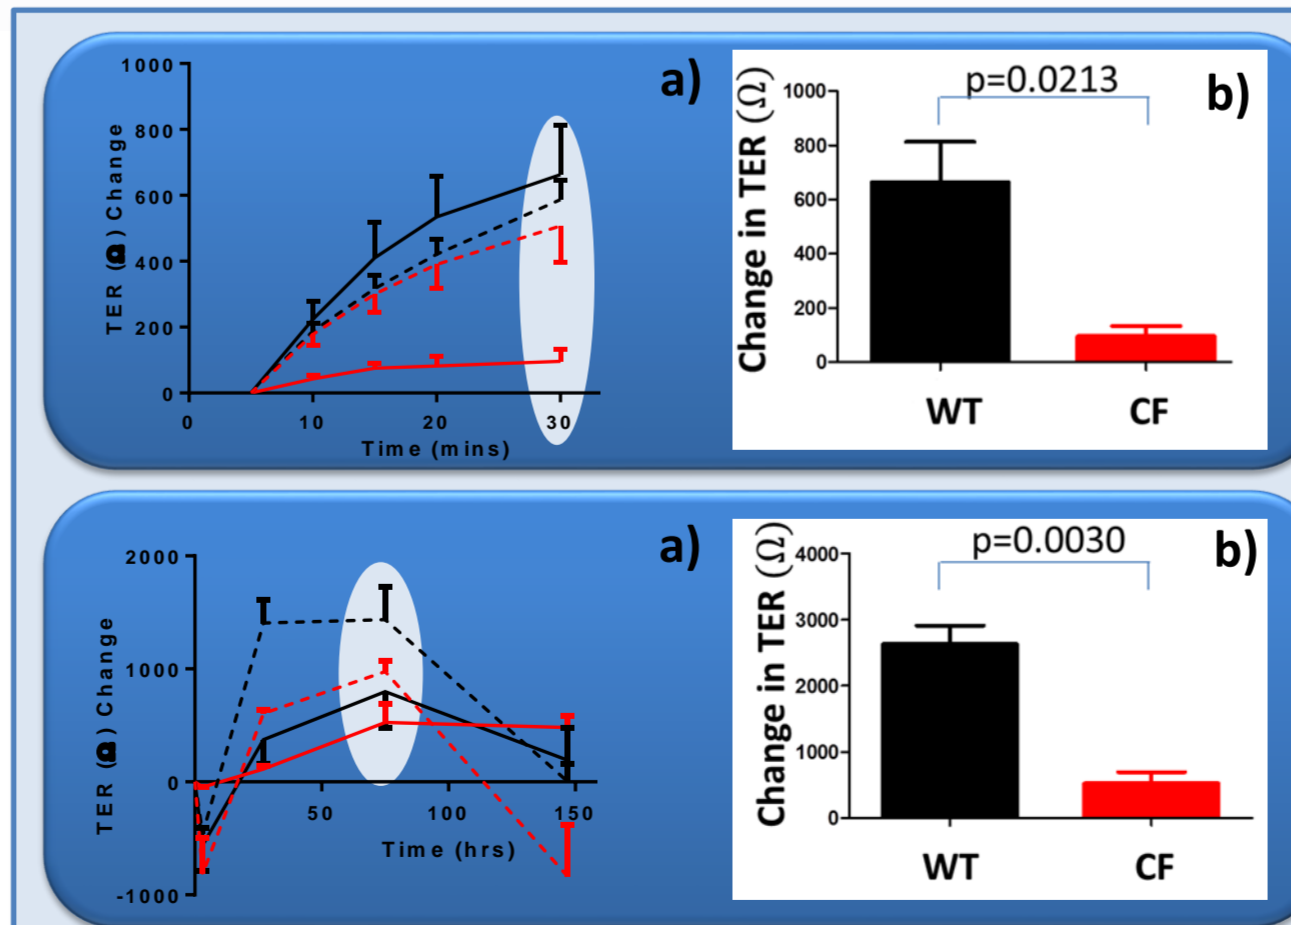 a)
TER (Ω) Change
1000
800
600
400
200
0
0
10
20
30
Time (mins)
b)
p=0.0213
Change in TER (Ω)
1000
800
600
400
200
0
WT
CF
a)
TER (Ω) Change
2000
1000
0
-1000
50
100
150
Time (hrs)
b)
p=0.0030
Change in TER (Ω)
4000
3000
2000
1000
0
WT
CF